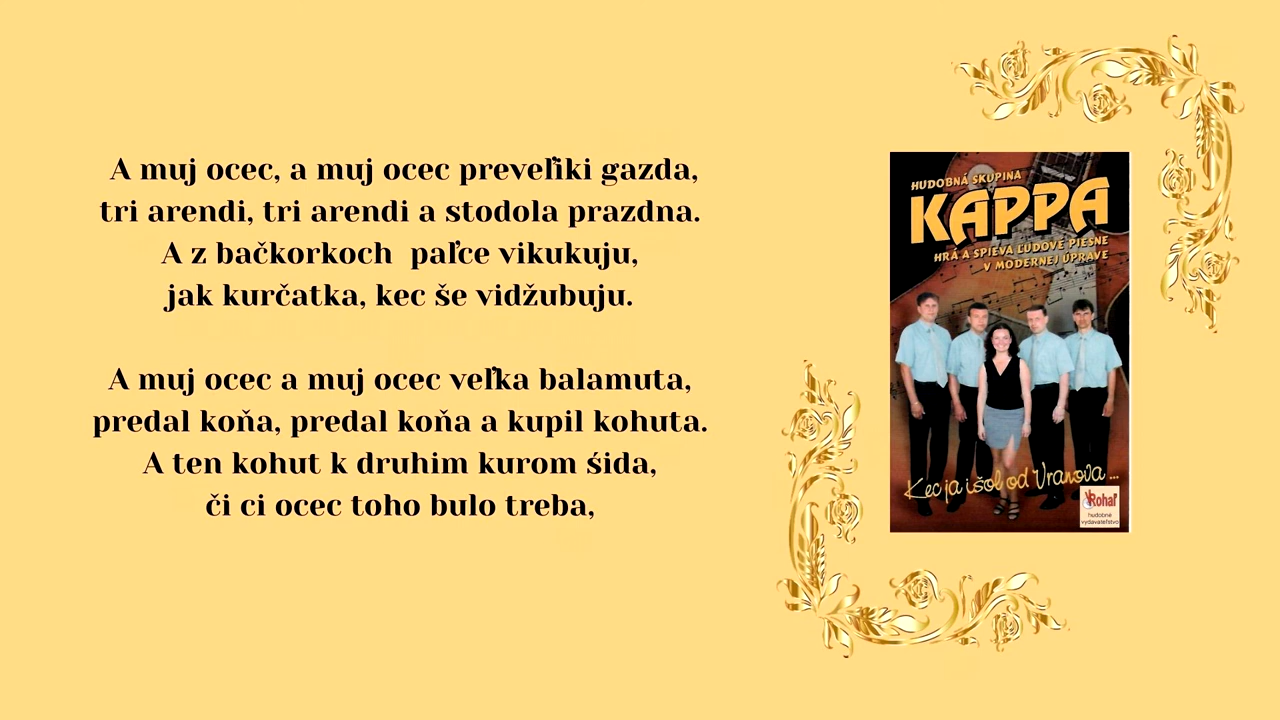 A muj ocec, a muj ocec preveľiki gazda,
tri arendi, tri arendi a stodola prazdna.
A z bačkorkoch paľce vikukuju,
jak kurčatka, kec še vidžubuju.
A muj ocec a muj ocec veľka balamuta,
predal koňa, predal koňa a kupil kohuta.
A ten kohut k druhim kurom śida,
či ci ocec toho bulo treba,
HUDOBNÁ SKUPINA
KAPPA
HRÁ A SPIEVA ĽUDOVÉ PIESNE
V MODERNEJ ÚPRAVE
Kec ja išol od Vranova ...
Rohaľ
hudobné
vydavateľstvo